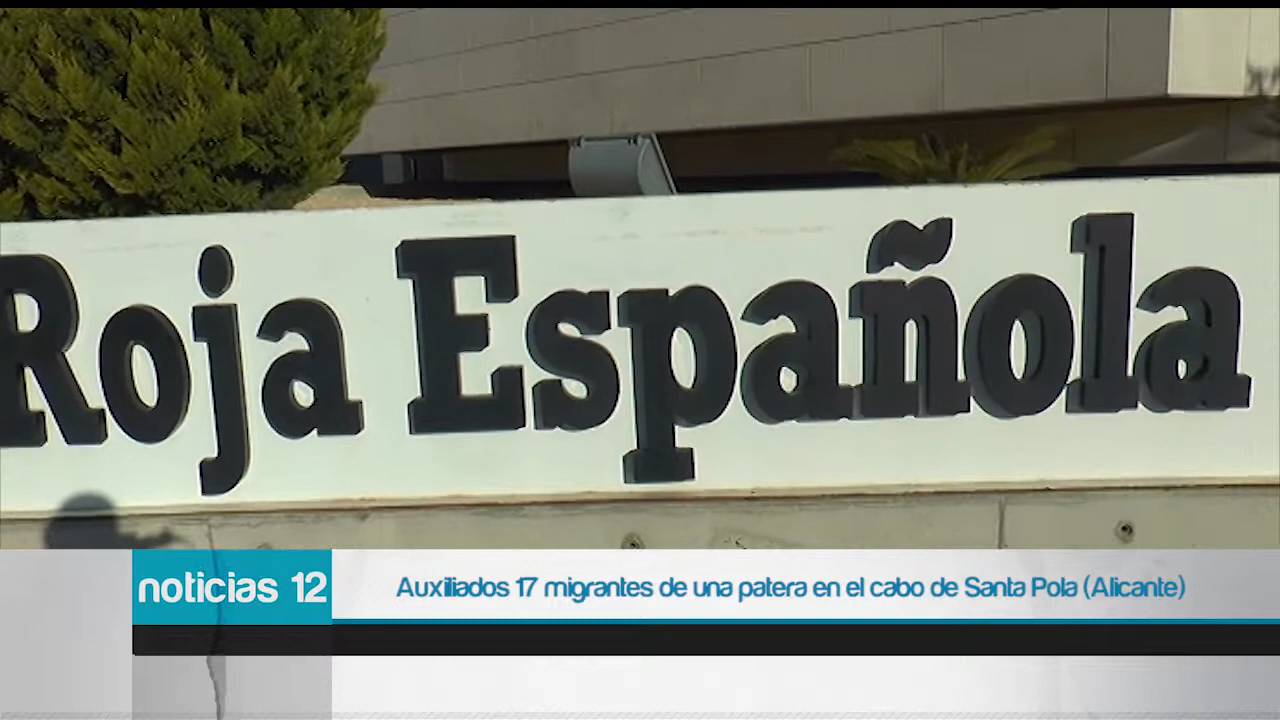 Roja Española
noticias 12
Auxiliados 17 migrantes de una patera en el cabo de Santa Pola (Alicante)